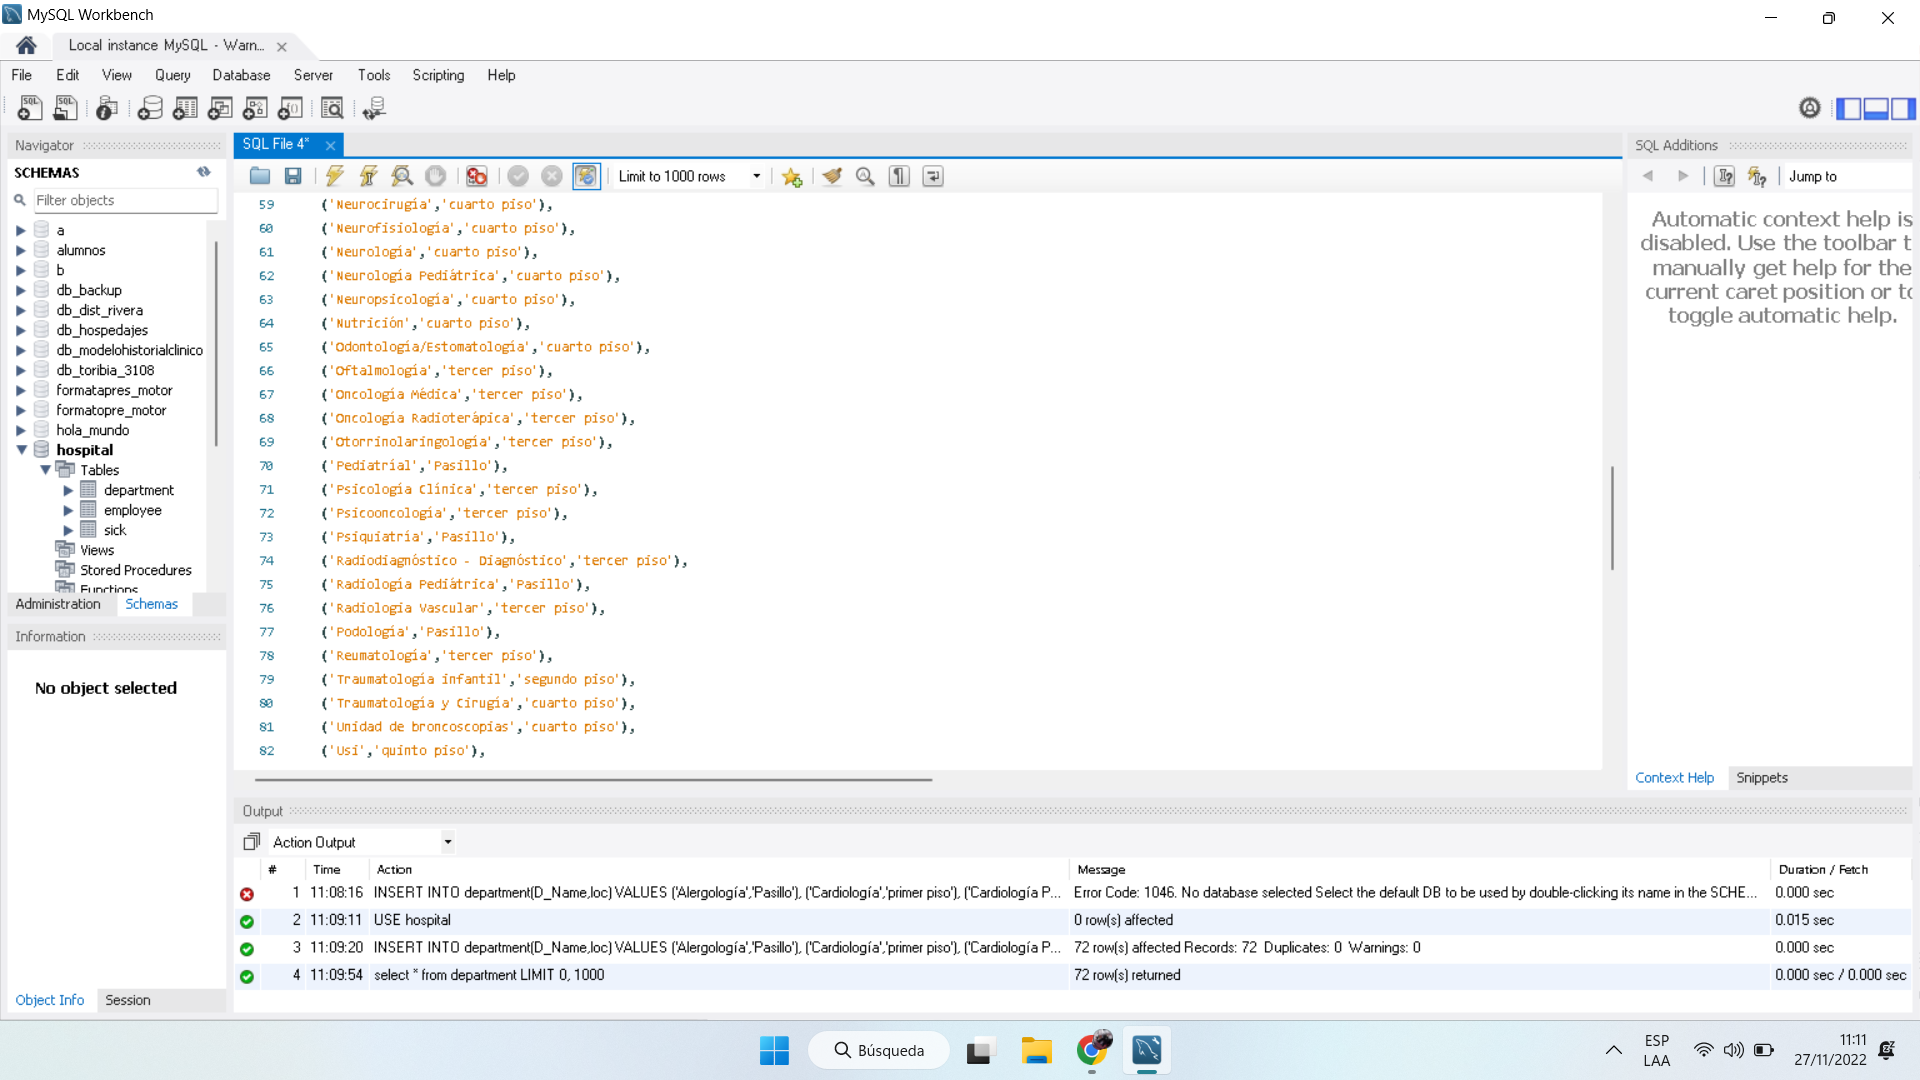 MySQL Workbench
Local instance MySQL - Warn...
File Edit View Query Database Server Tools Scripting Help
Navigator
SCHEMAS
Filter objects
a
alumnos
b
db_backup
db_dist_rivera
db_hospedajes
db_modelohistorialclinico
db_toribia_3108
formatapres_motor
formatopre_motor
hola_mundo
hospital
Tables
department
employee
sick
Views
Stored Procedures
Functions
Administration Schemas
Information
No object selected
Object Info Session
SQL File 4*
Limit to 1000 rows
59 ('Neurocirugía','cuarto piso'),
60 ('Neurofisiología','cuarto piso'),
61 ('Neurología','cuarto piso'),
62 ('Neurología Pediátrica','cuarto piso'),
63 ('Neuropsicología','cuarto piso'),
64 ('Nutrición','cuarto piso'),
65 ('Odontología/Estomatología','cuarto piso'),
66 ('Oftalmología','tercer piso'),
67 ('Oncología Médica','tercer piso'),
68 ('Oncología Radioterápica','tercer piso'),
69 ('Otorrinolaringología','tercer piso'),
70 ('Pediatríal','Pasillo'),
71 ('Psicología Clínica','tercer piso'),
72 ('Psicooncología','tercer piso'),
73 ('Psiquiatría','Pasillo'),
74 ('Radiodiagnóstico - Diagnóstico','tercer piso'),
75 ('Radiología Pediátrica','Pasillo'),
76 ('Radiología Vascular','tercer piso'),
77 ('Podología','Pasillo'),
78 ('Reumatología','tercer piso'),
79 ('Traumatología infantil','segundo piso'),
80 ('Traumatología y Cirugía','cuarto piso'),
81 ('Unidad de broncoscopias','cuarto piso'),
82 ('Usi','quinto piso'),
SQL Additions
Jump to
Automatic context help is
disabled. Use the toolbar t
manually get help for the
current caret position or to
toggle automatic help.
Context Help Snippets
Output
Action Output
# Time Action Message Duration / Fetch
1 11:08:16 INSERT INTO department(D_Name,loc) VALUES ('Alergología','Pasillo'), ('Cardiología','primer piso'), ('Cardiología P... Error Code: 1046. No database selected Select the default DB to be used by double-clicking its name in the SCHE... 0.000 sec
2 11:09:11 USE hospital 0 row(s) affected 0.015 sec
3 11:09:20 INSERT INTO department(D_Name,loc) VALUES ('Alergología','Pasillo'), ('Cardiología','primer piso'), ('Cardiología P... 72 row(s) affected Records: 72 Duplicates: 0 Warnings: 0 0.000 sec
4 11:09:54 select * from department LIMIT 0, 1000 72 row(s) returned 0.000 sec / 0.000 sec
Búsqueda
ESP
LAA
11:11
27/11/2022